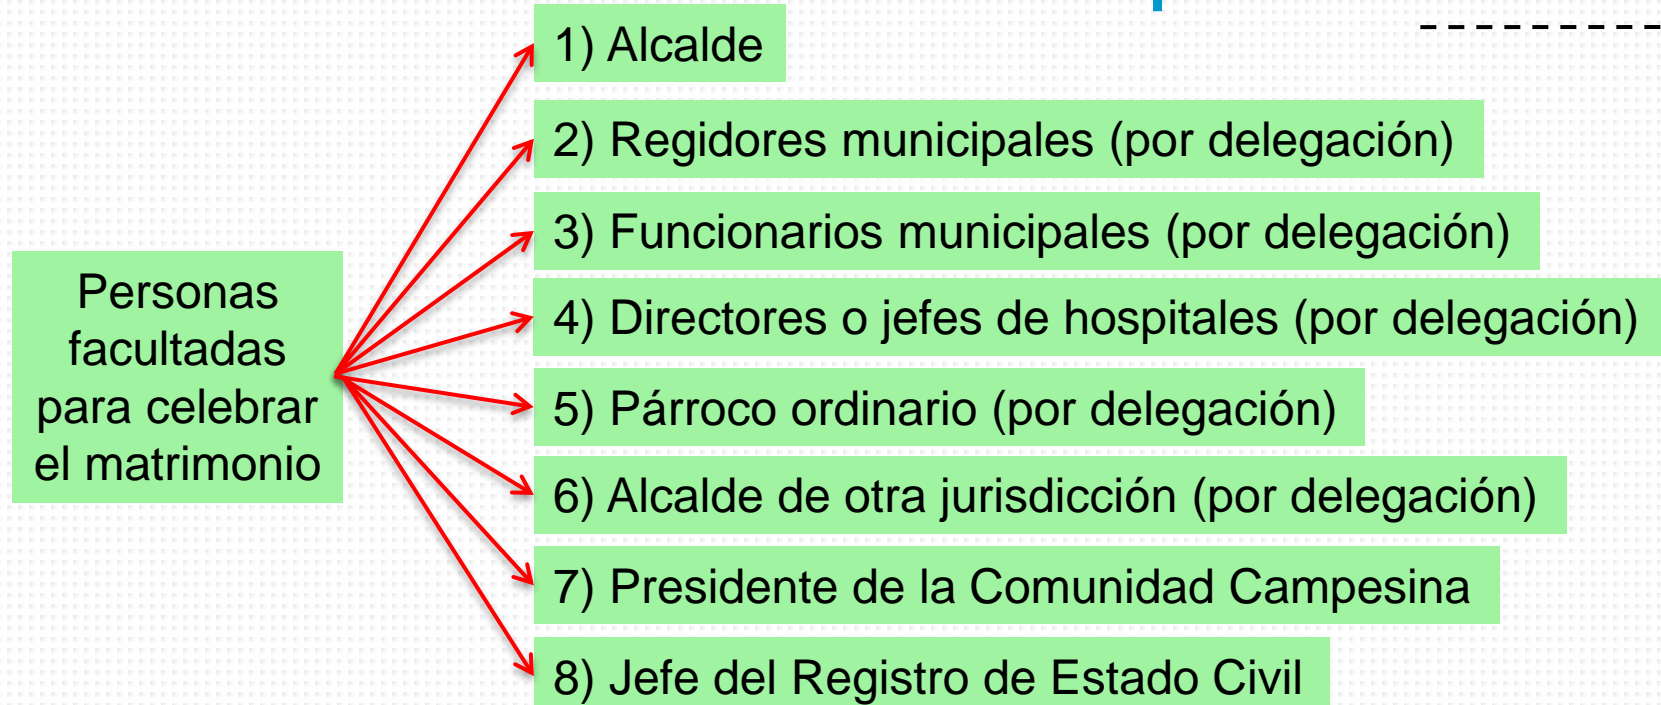 Personas
facultadas
para celebrar
el matrimonio
1) Alcalde
2) Regidores municipales (por delegación)
3) Funcionarios municipales (por delegación)
4) Directores o jefes de hospitales (por delegación)
5) Párroco ordinario (por delegación)
6) Alcalde de otra jurisdicción (por delegación)
7) Presidente de la Comunidad Campesina
8) Jefe del Registro de Estado Civil